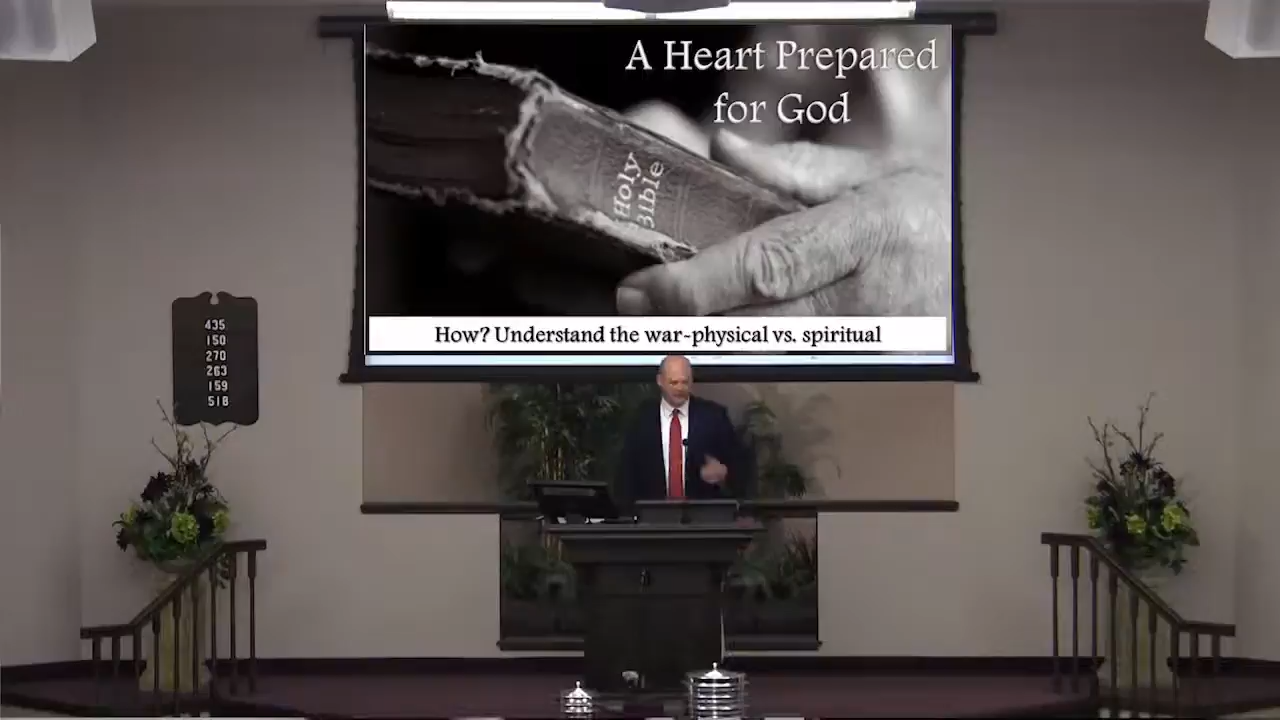 A Heart Prepared
for God
Holy
Bible
How? Understand the war-physical vs. spiritual
435
150
270
263
159
518